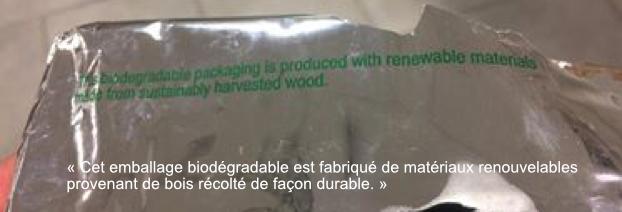 This biodegradable packaging is produced with renewable materials
made from sustainably harvested wood.
« Cet emballage biodégradable est fabriqué de matériaux renouvelables
provenant de bois récolté de façon durable. »